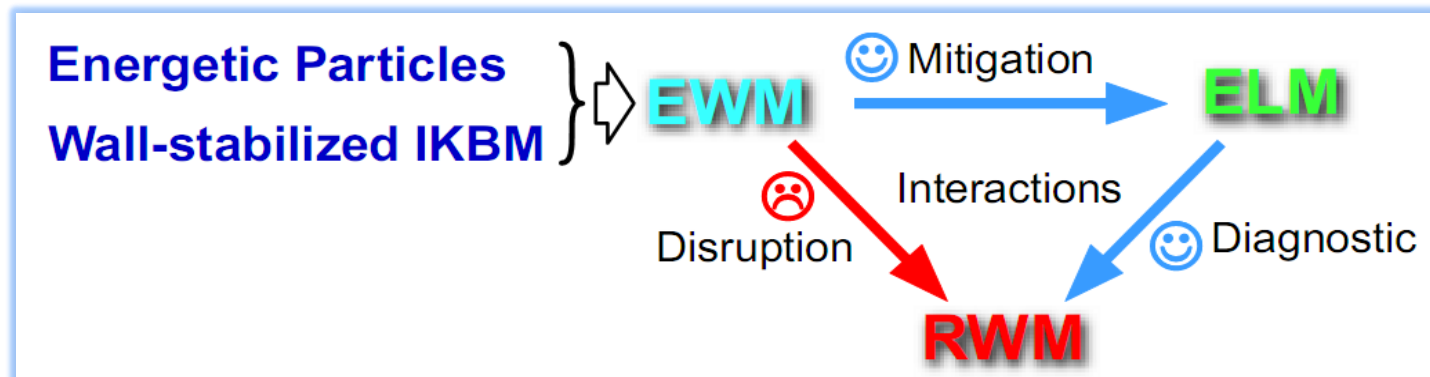 Energetic Particles
Wall-stabilized IKBM
EWM
Mitigation
ELM
Interactions
Disruption
Diagnostic
RWM